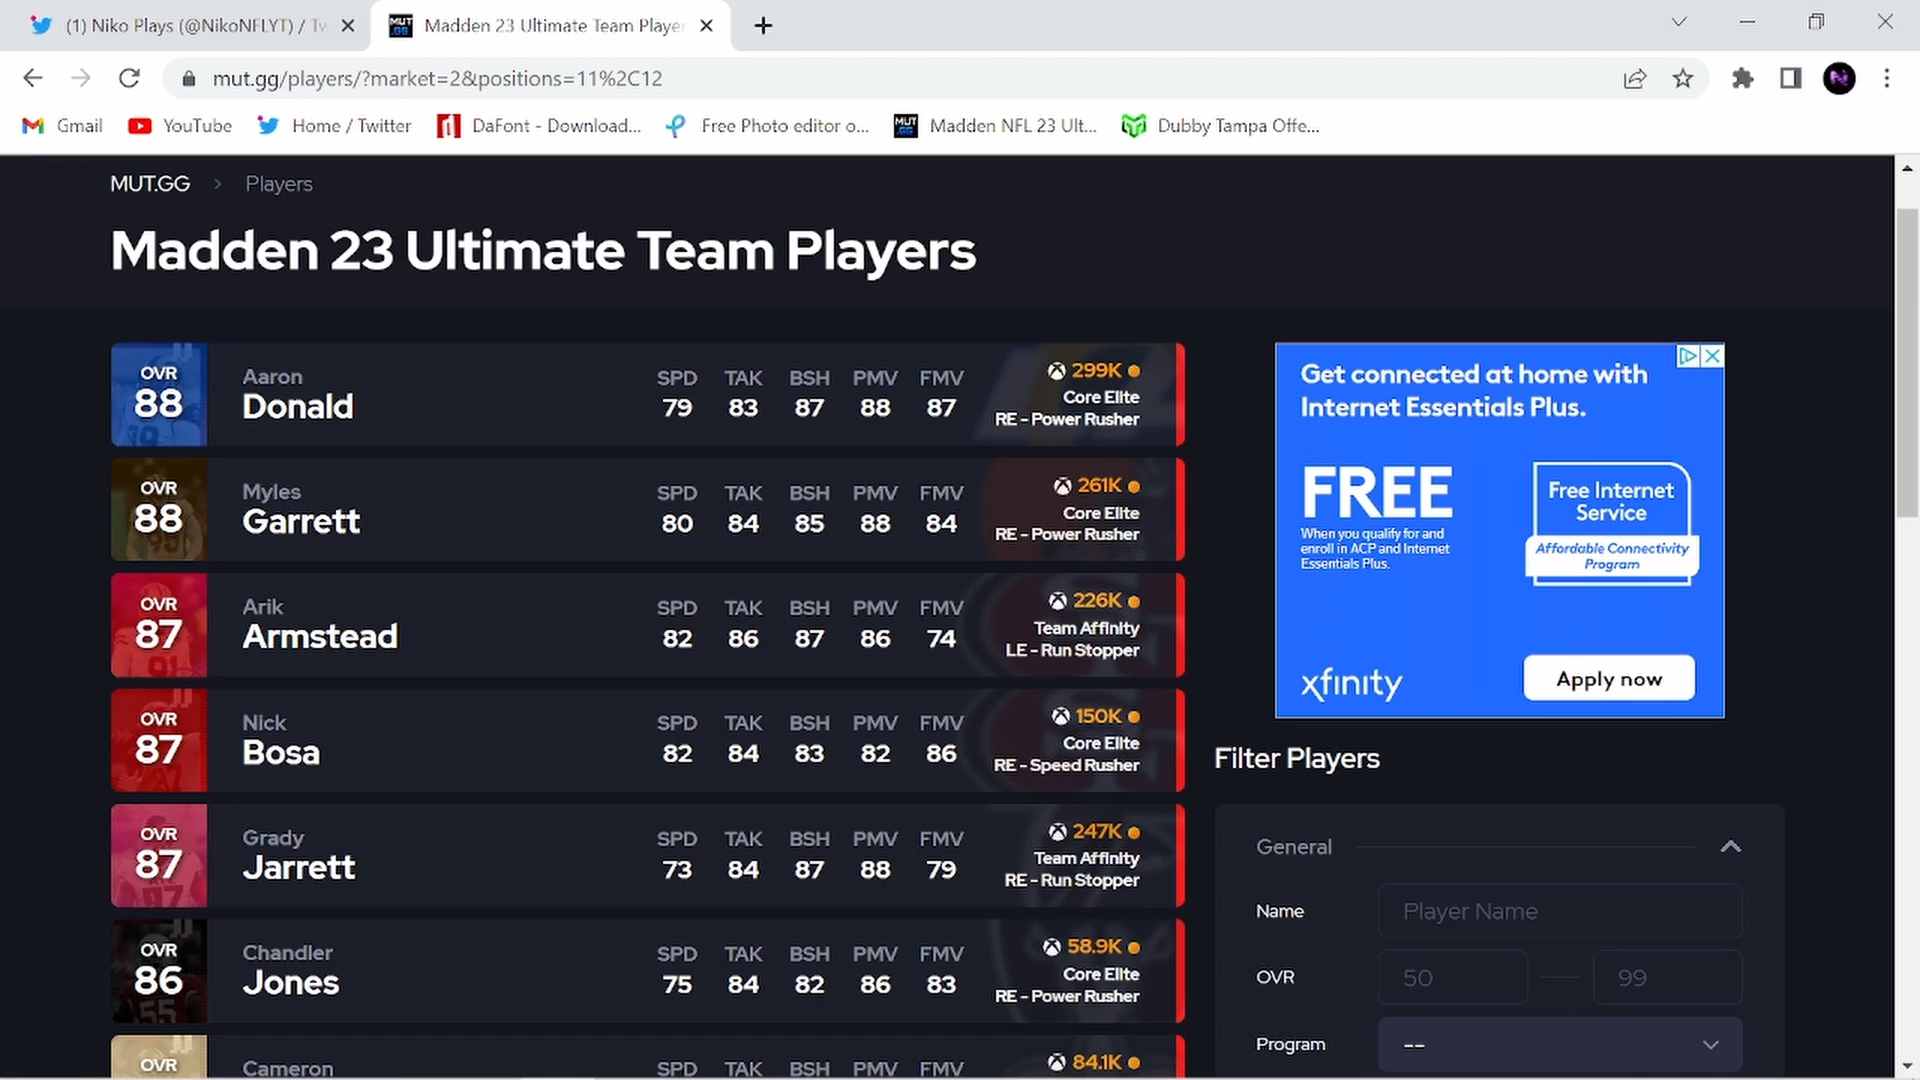 (1) Niko Plays (@NikoNFLYT) / Tw
Madden 23 Ultimate Team Player
mut.gg/players/?market=2&positions=11%2C12
Gmail
YouTube
Home / Twitter
DaFont - Download...
Free Photo editor o...
MUT .GG
Madden NFL 23 Ult...
Dubby Tampa Offe...
MUT.GG > Players
Madden 23 Ultimate Team Players
OVR 88
Aaron
Donald
SPD TAK BSH PMV FMV
79 83 87 88 87
299K
Core Elite
RE - Power Rusher
OVR 88
Myles
Garrett
SPD TAK BSH PMV FMV
80 84 85 88 84
261K
Core Elite
RE - Power Rusher
OVR 87
Arik
Armstead
SPD TAK BSH PMV FMV
82 86 87 86 74
226K
Team Affinity
LE - Run Stopper
OVR 87
Nick
Bosa
SPD TAK BSH PMV FMV
82 84 83 82 86
150K
Core Elite
RE - Speed Rusher
OVR 87
Grady
Jarrett
SPD TAK BSH PMV FMV
73 84 87 88 79
247K
Team Affinity
RE - Run Stopper
OVR 86
Chandler
Jones
SPD TAK BSH PMV FMV
75 84 82 86 83
58.9K
Core Elite
RE - Power Rusher
OVR
Cameron
SPD TAK BSH PMV FMV
84.1K
Get connected at home with
Internet Essentials Plus.
FREE
When you qualify for and
enroll in ACP and Internet
Essentials Plus.
Free Internet
Service
Affordable Connectivity
Program
xfinity
Apply now
Filter Players
General
Name
Player Name
OVR
50 — 99
Program
--